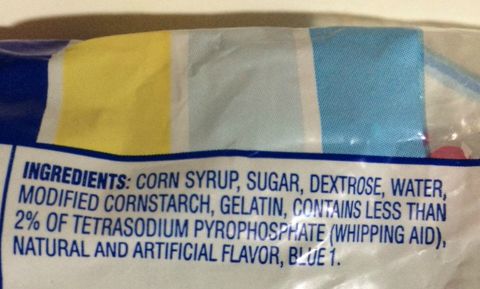 INGREDIENTS: CORN SYRUP, SUGAR, DEXTROSE, WATER,
MODIFIED CORNSTARCH, GELATIN, CONTAINS LESS THAN
2% OF TETRASODIUM PYROPHOSPHATE (WHIPPING AID),
NATURAL AND ARTIFICIAL FLAVOR, BLUE 1.